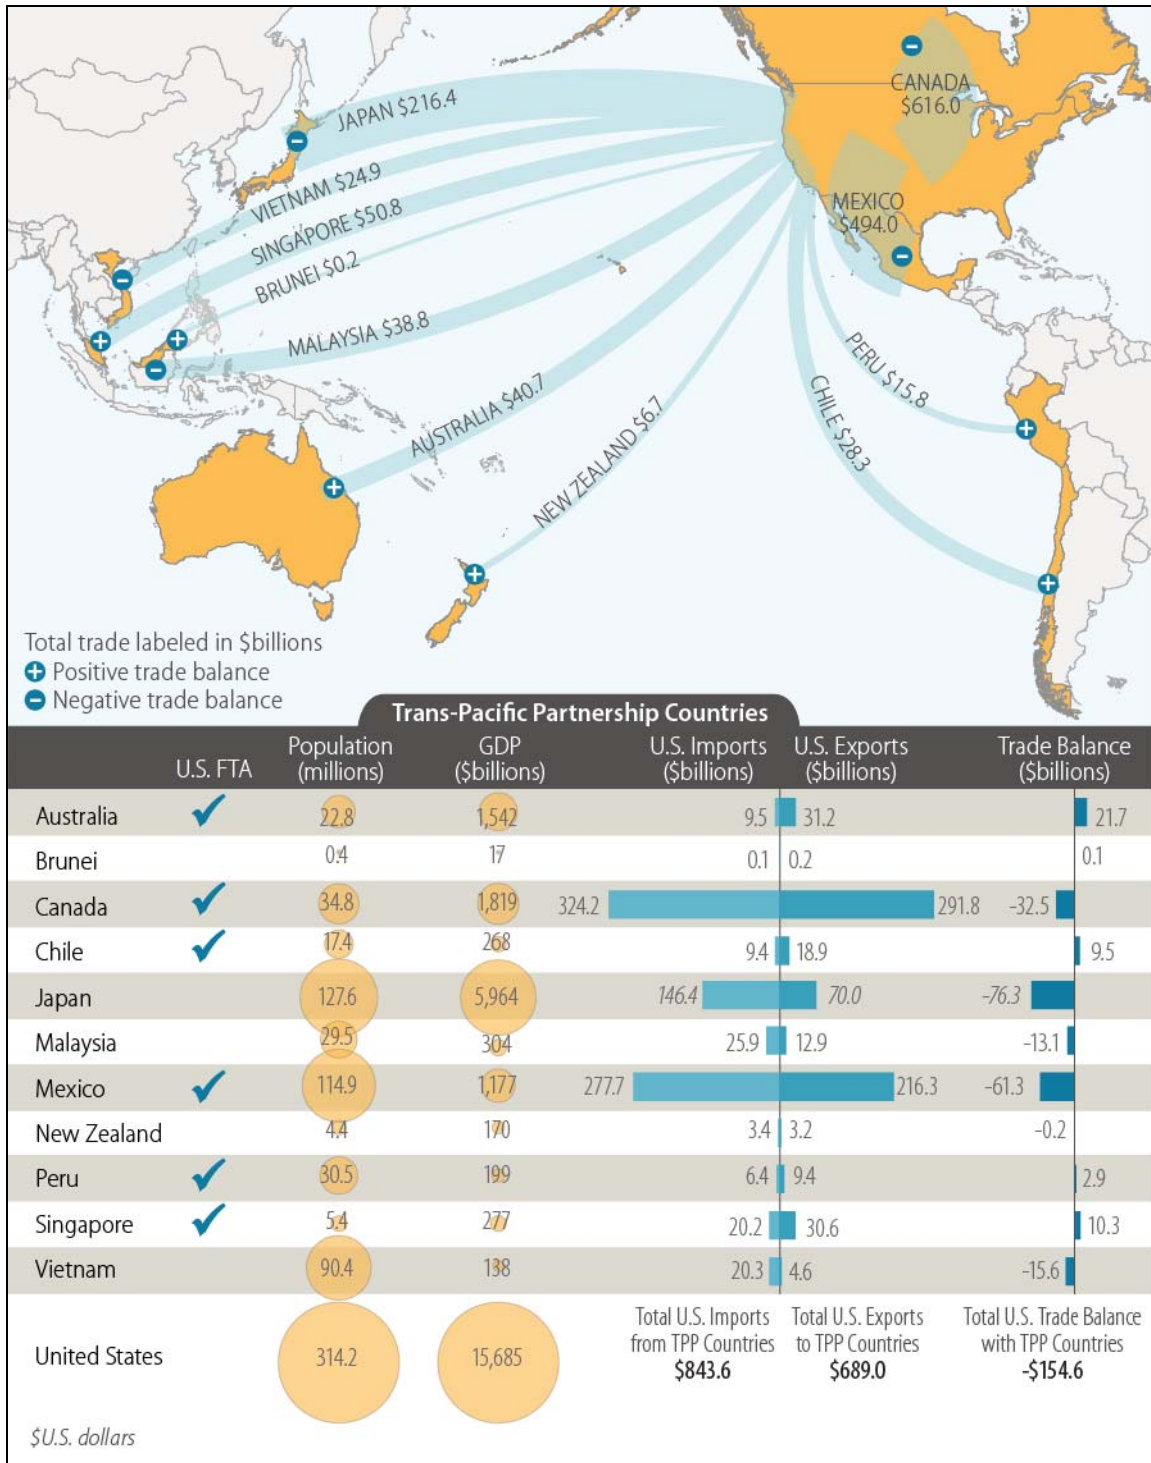 CANADA
$616.0
JAPAN $216.4
VIETNAM $24.9
SINGAPORE $50.8
BRUNEI $0.2
MEXICO
$494.0
MALAYSIA $38.8
AUSTRALIA $40.7
NEW ZEALAND $6.7
PERU $15.8
CHILE $28.3
Total trade labeled in $billions
+ Positive trade balance
− Negative trade balance
Trans-Pacific Partnership Countries
U.S. FTA Population (millions) GDP ($billions) U.S. Imports ($billions) U.S. Exports ($billions) Trade Balance ($billions)
Australia ✓ 22.8 1,542 9.5 31.2 21.7
Brunei 0.4 17 0.1 0.2 0.1
Canada ✓ 34.8 1,819 324.2 291.8 -32.5
Chile ✓ 17.4 268 9.4 18.9 9.5
Japan 127.6 5,964 146.4 70.0 -76.3
Malaysia 29.5 304 25.9 12.9 -13.1
Mexico ✓ 114.9 1,177 277.7 216.3 -61.3
New Zealand 4.4 170 3.4 3.2 -0.2
Peru ✓ 30.5 199 6.4 9.4 2.9
Singapore ✓ 5.4 277 20.2 30.6 10.3
Vietnam 90.4 138 20.3 4.6 -15.6
United States 314.2 15,685
Total U.S. Imports
from TPP Countries
$843.6
Total U.S. Exports
to TPP Countries
$689.0
Total U.S. Trade Balance
with TPP Countries
-$154.6
$U.S. dollars